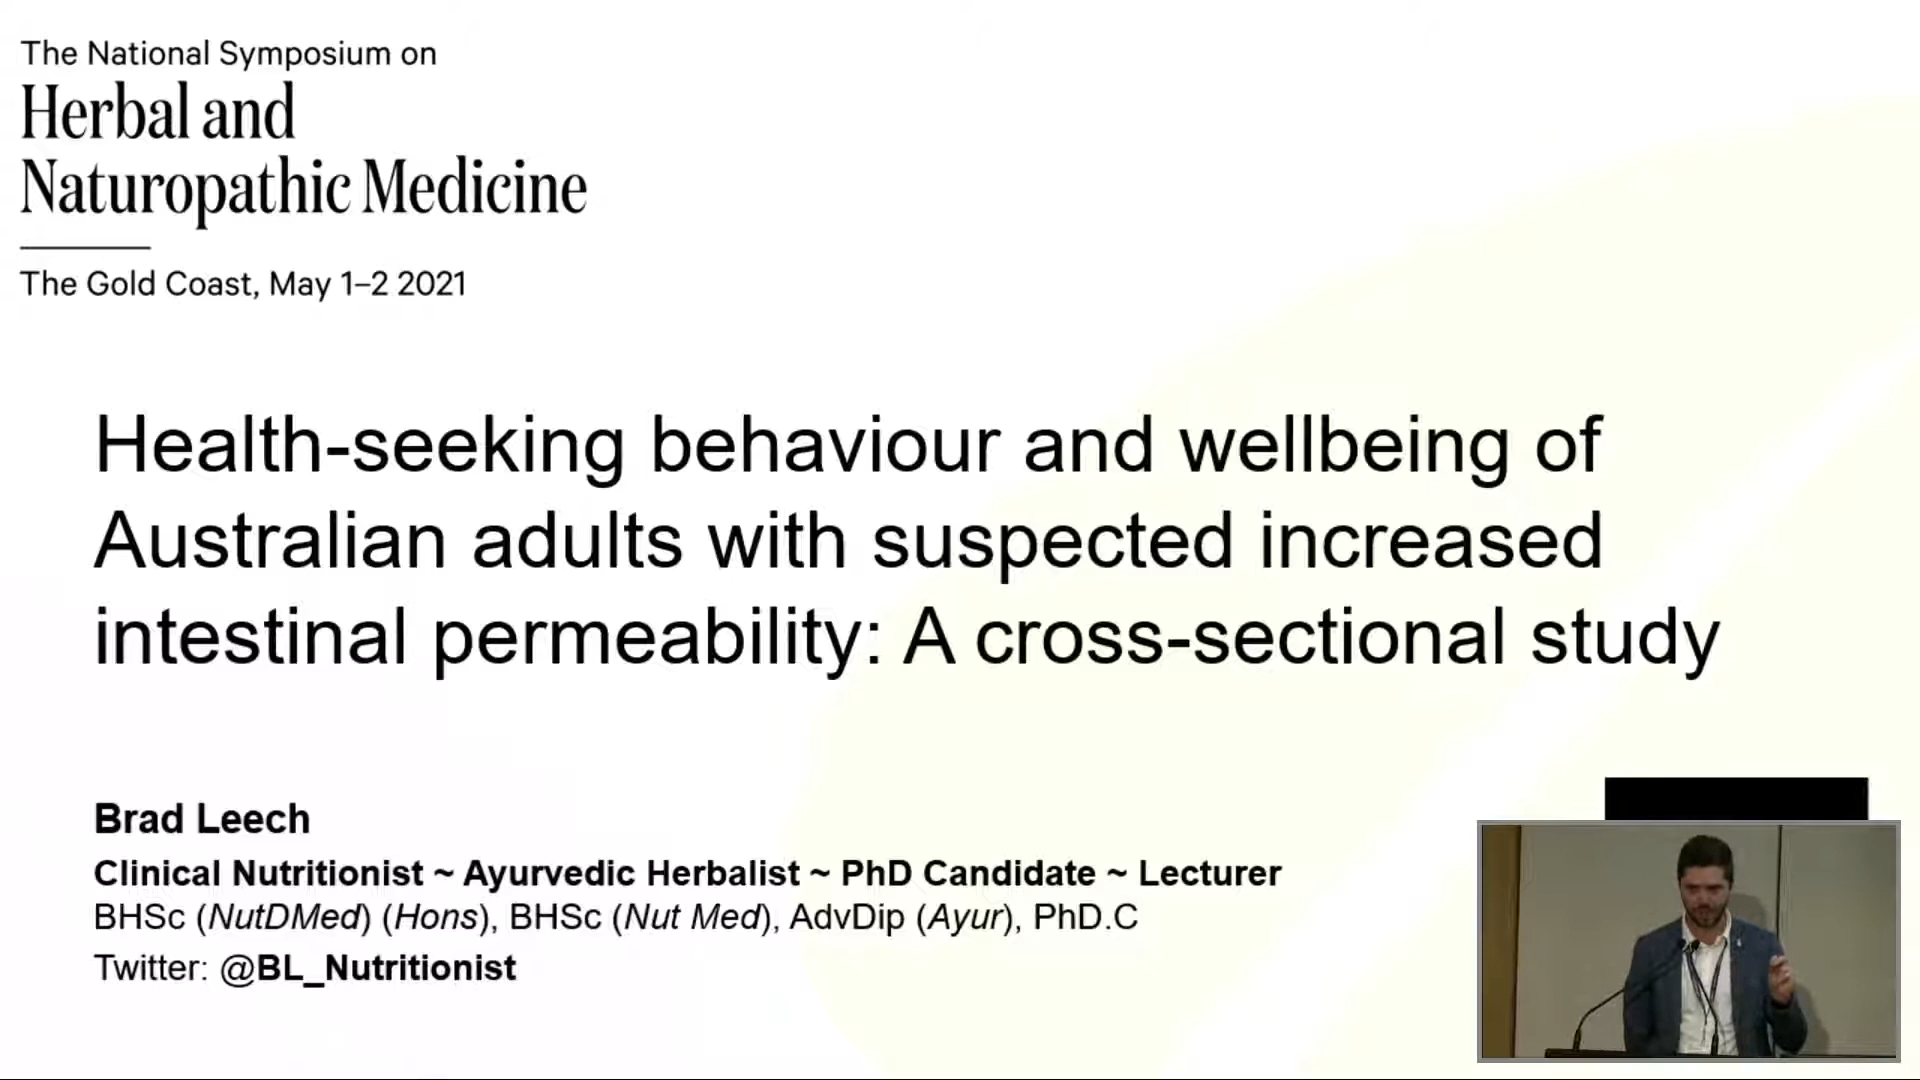 The National Symposium on
Herbal and
Naturopathic Medicine
The Gold Coast, May 1–2 2021
Health-seeking behaviour and wellbeing of
Australian adults with suspected increased
intestinal permeability: A cross-sectional study
Brad Leech
Clinical Nutritionist ~ Ayurvedic Herbalist ~ PhD Candidate ~ Lecturer
BHSc (NutDMed) (Hons), BHSc (Nut Med), AdvDip (Ayur), PhD.C
Twitter: @BL_Nutritionist